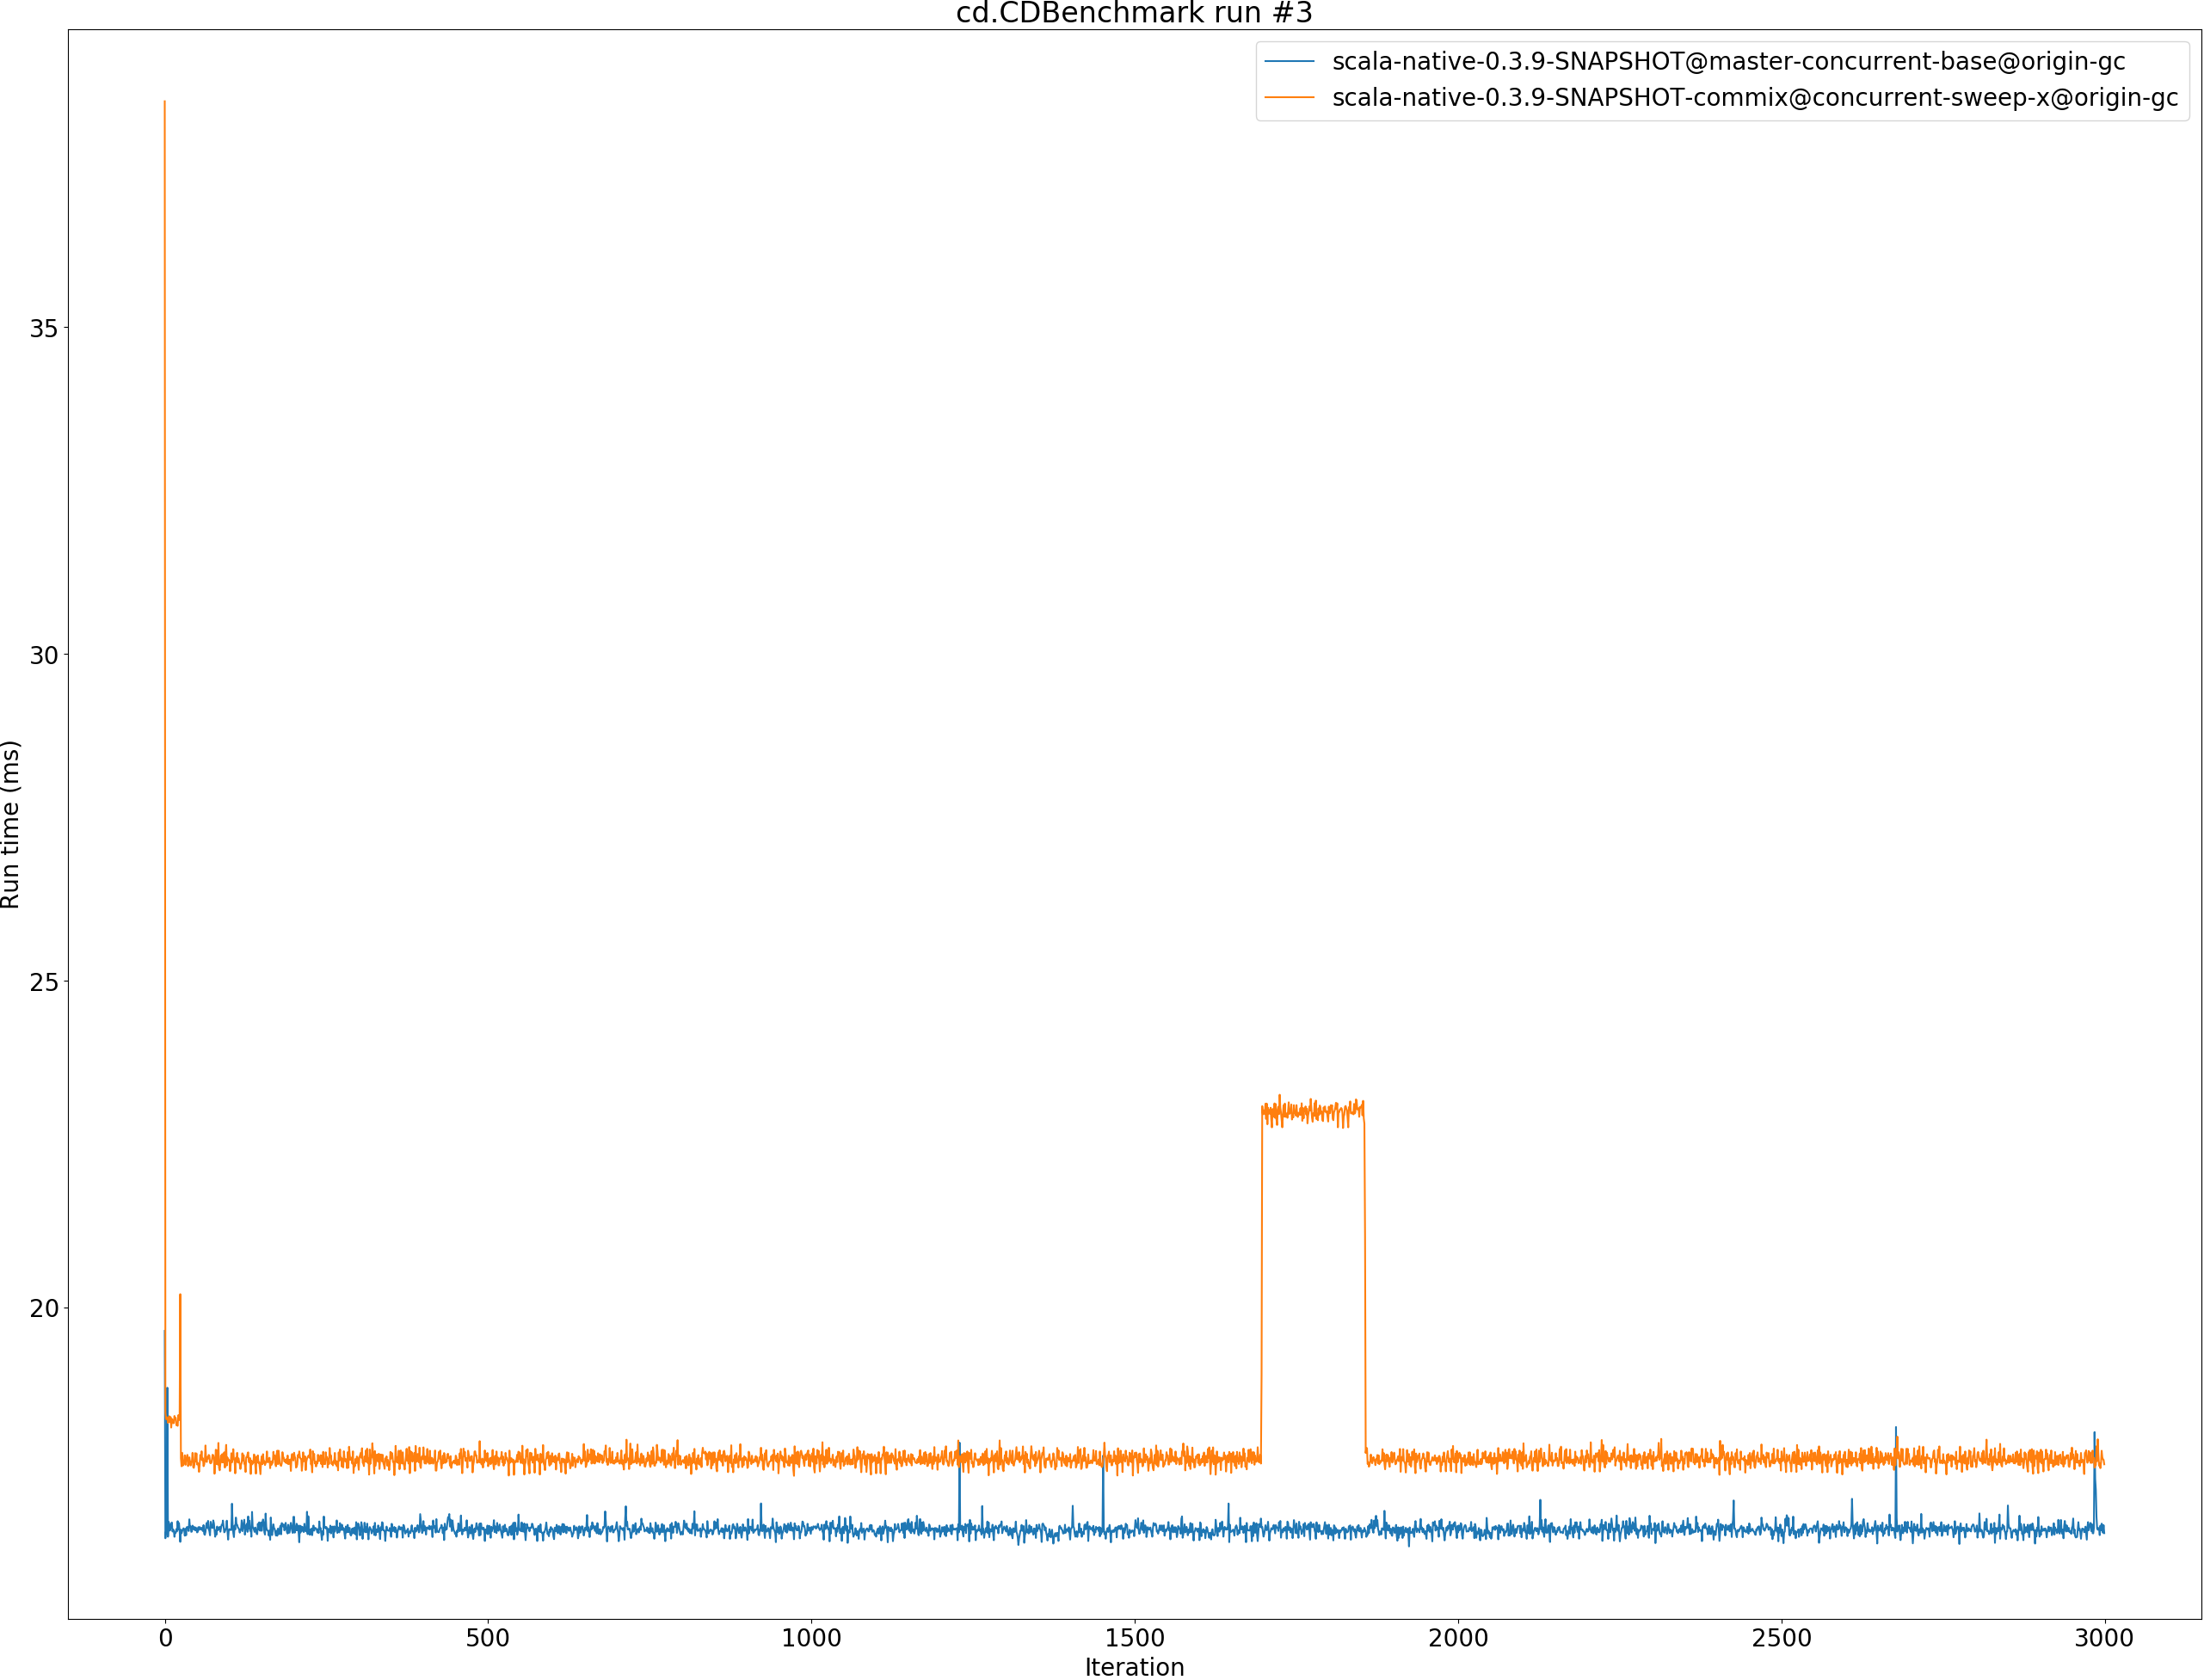 cd.CDBenchmark run #3
scala-native-0.3.9-SNAPSHOT@master-concurrent-base@origin-gc
scala-native-0.3.9-SNAPSHOT-commix@concurrent-sweep-x@origin-gc
35
30
25
20
Run time (ms)
0 500 1000 1500 2000 2500 3000
Iteration